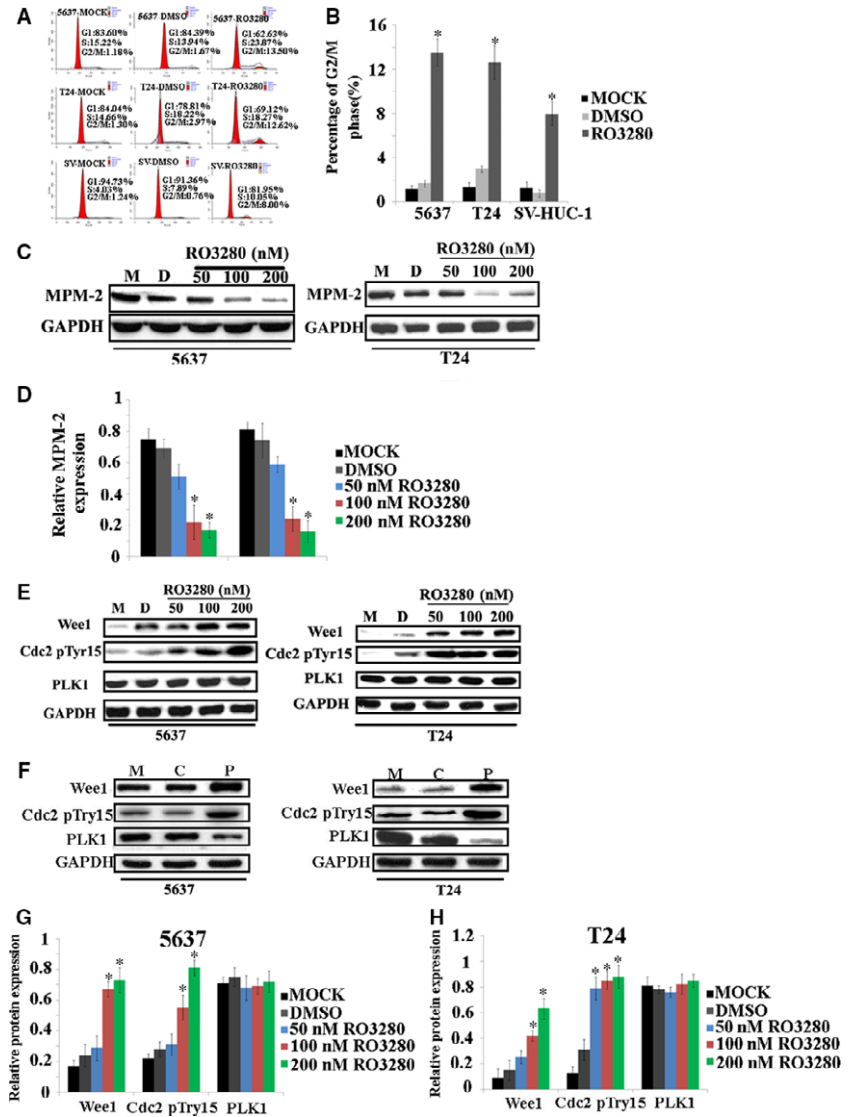 A
5637-MOCK
G1:83.60%
S:15.22%
G2/M:1.18%
5637 DMSO
G1:84.39%
S:13.94%
G2/M:1.67%
5637-RO3280
G1:62.63%
S:23.87%
G2/M:13.50%
T24-MOCK
G1:84.04%
S:14.66%
G2/M:1.30%
T24-DMSO
G1:78.81%
S:18.22%
G2/M:2.97%
T24-RO3280
G1:69.12%
S:18.27%
G2/M:12.62%
SV-MOCK
G1:94.73%
S:4.03%
G2/M:1.24%
SV-DMSO
G1:91.36%
S:7.89%
G2/M:0.76%
SV-RO3280
G1:81.95%
S:10.05%
G2/M:8.00%
B
Percentage of G2/M
phase(%)
16
12
8
4
0
* * *
5637 T24 SV-HUC-1
MOCK
DMSO
RO3280
C
RO3280 (nM)
M D 50 100 200
MPM-2
GAPDH
5637
RO3280 (nM)
M D 50 100 200
MPM-2
GAPDH
T24
D
Relative MPM-2
expression
1
0.8
0.6
0.4
0.2
0
* * * *
MOCK
DMSO
50 nM RO3280
100 nM RO3280
200 nM RO3280
E
RO3280 (nM)
M D 50 100 200
Wee1
Cdc2 pTyr15
PLK1
GAPDH
5637
RO3280 (nM)
M D 50 100 200
Wee1
Cdc2 pTyr15
PLK1
GAPDH
T24
F
M C P
Wee1
Cdc2 pTry15
PLK1
GAPDH
5637
M C P
Wee1
Cdc2 pTry15
PLK1
GAPDH
T24
G
5637
Relative protein expression
1
0.8
0.6
0.4
0.2
0
* * * *
Wee1 Cdc2 pTry15 PLK1
MOCK
DMSO
50 nM RO3280
100 nM RO3280
200 nM RO3280
H
T24
Relative protein expression
1.2
1
0.8
0.6
0.4
0.2
0
* * * * *
Wee1 Cdc2 pTry15 PLK1
MOCK
DMSO
50 nM RO3280
100 nM RO3280
200 nM RO3280